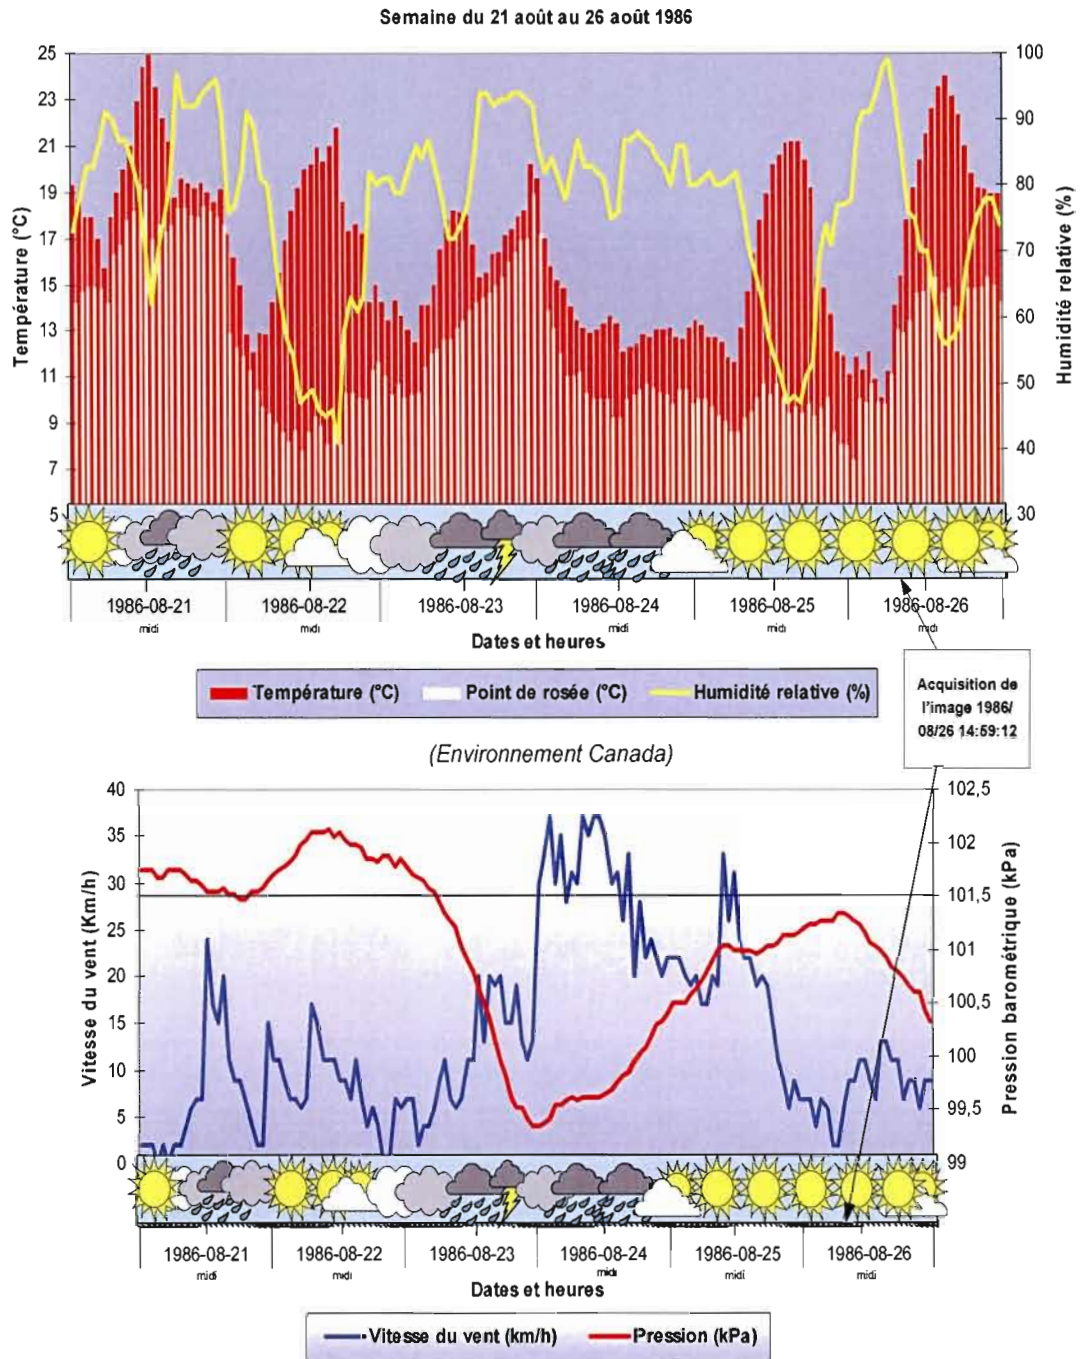 Semaine du 21 août au 26 août 1986
Température (°C)
25
23
21
19
17
15
13
11
9
7
5
Humidité relative (%)
100
90
80
70
60
50
40
30
1986-08-21 1986-08-22 1986-08-23 1986-08-24 1986-08-25 1986-08-26
midi midi midi midi midi
Dates et heures
Température (°C) Point de rosée (°C) Humidité relative (%)
Acquisition de
l'image 1986/
08/26 14:59:12
(Environnement Canada)
Vitesse du vent (Km/h)
40
35
30
25
20
15
10
5
0
Pression barométrique (kPa)
102,5
102
101,5
101
100,5
100
99,5
99
1986-08-21 1986-08-22 1986-08-23 1986-08-24 1986-08-25 1986-08-26
midi midi midi midi midi
Dates et heures
Vitesse du vent (km/h) Pression (kPa)